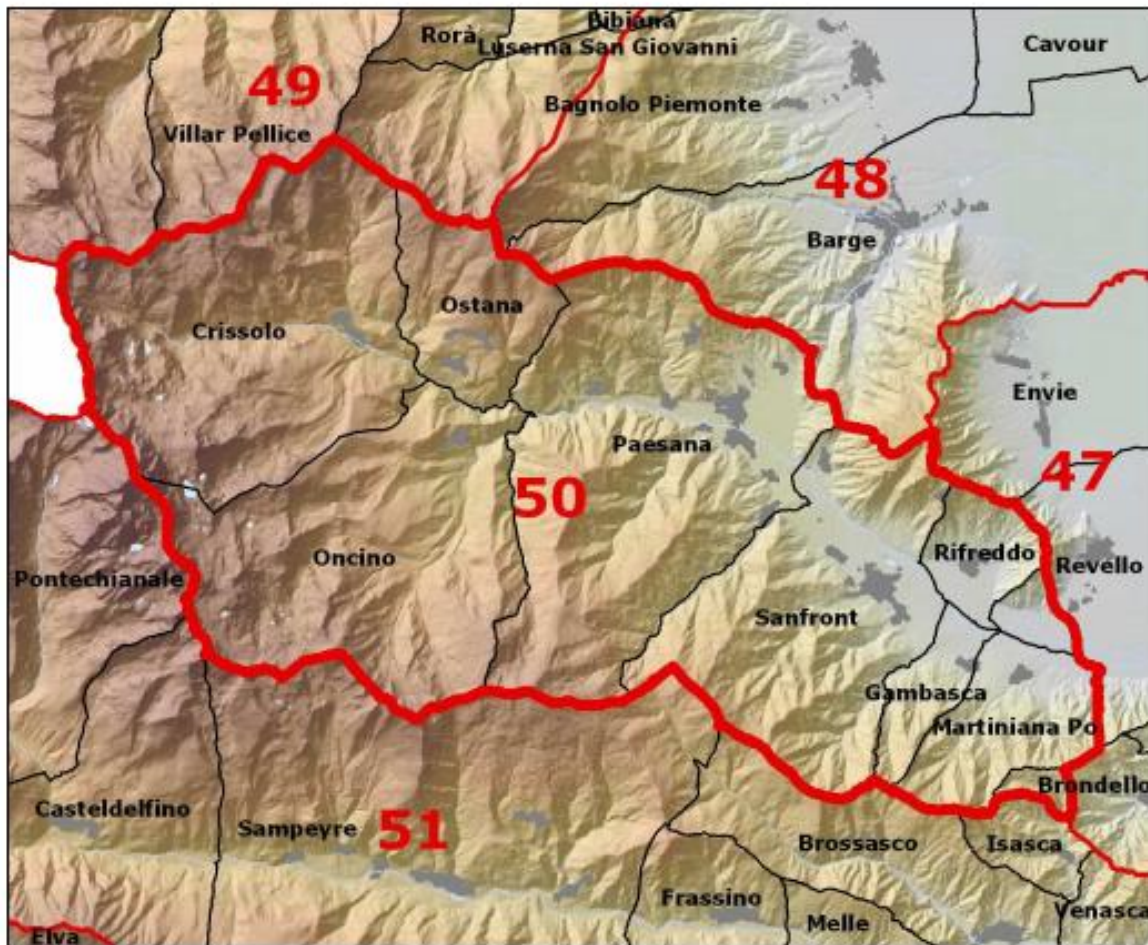 Bibiana
Rorà
Luserna San Giovanni
Cavour
49
Bagnolo Piemonte
Villar Pellice
48
Barge
Ostana
Crissolo
Envie
Paesana
47
50
Oncino
Rifreddo
Revello
Pontechianale
Sanfront
Gambasca
Martiniana Po
Brondello
Casteldelfino
Sampeyre
51
Brossasco
Isasca
Frassino
Venasca
Melle
Elva